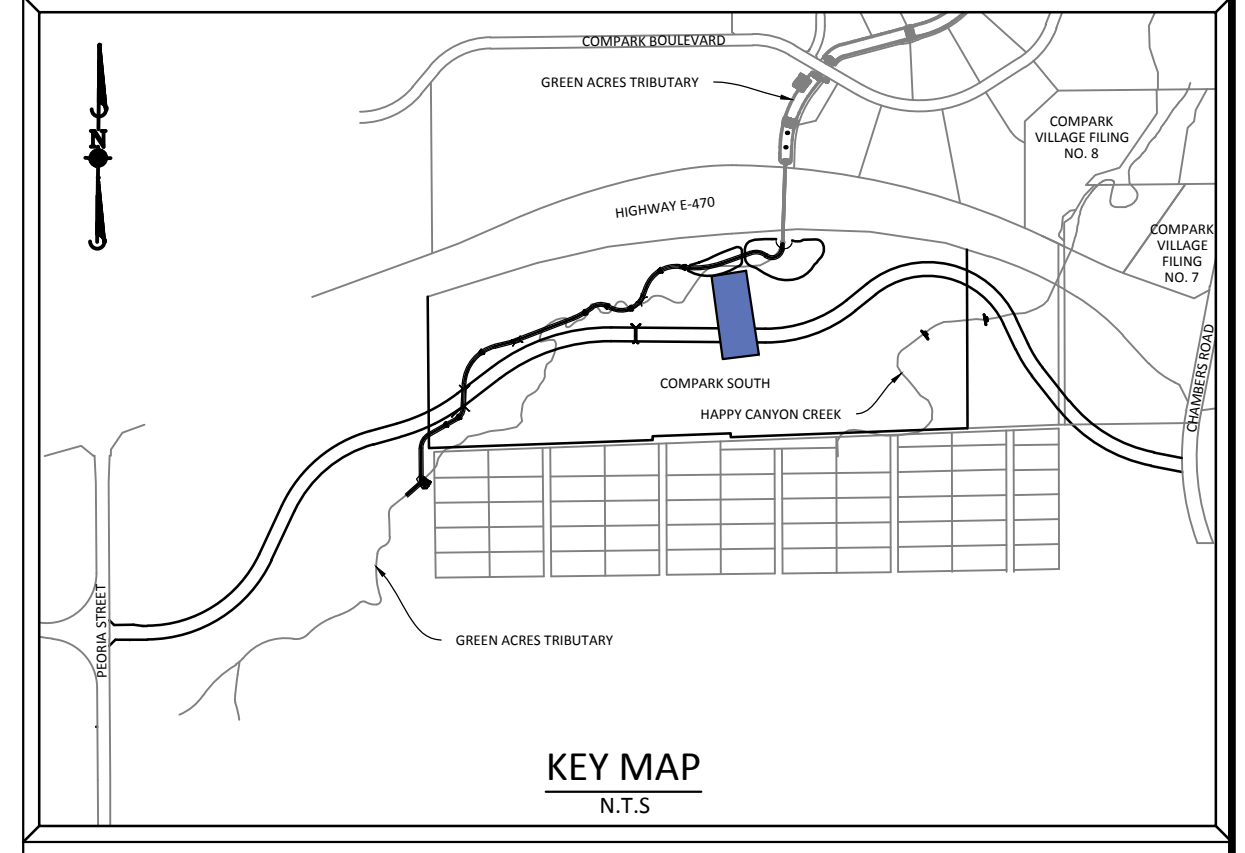 COMPARK BOULEVARD
GREEN ACRES TRIBUTARY
N
COMPARK
VILLAGE FILING
NO. 8
HIGHWAY E-470
COMPARK
VILLAGE
FILING
NO. 7
CHAMBERS ROAD
COMPARK SOUTH
HAPPY CANYON CREEK
PEORIA STREET
GREEN ACRES TRIBUTARY
KEY MAP
N.T.S